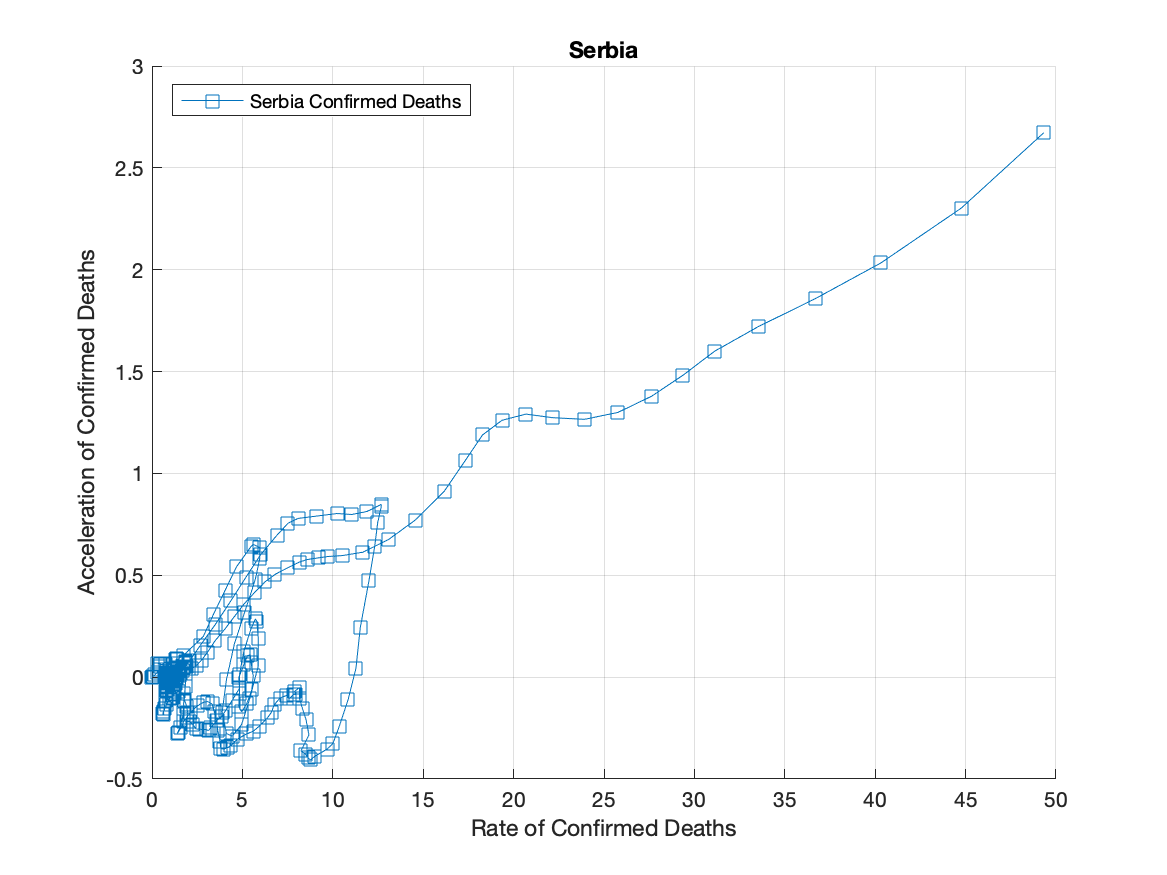 Serbia
Serbia Confirmed Deaths
3
2.5
2
1.5
1
0.5
0
-0.5
Acceleration of Confirmed Deaths
0 5 10 15 20 25 30 35 40 45 50
Rate of Confirmed Deaths